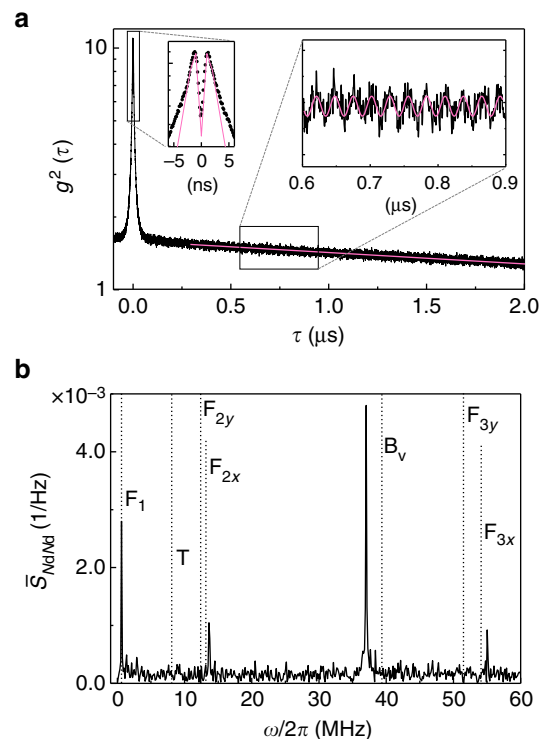 a
10
g² (τ)
1
−5 0 5
(ns)
0.6 0.7 0.8 0.9
(μs)
0.0 0.5 1.0 1.5 2.0
τ (μs)
b
×10⁻³
4.0
2.0
0.0
S̅NdNd (1/Hz)
F1
T
F2y
F2x
Bv
F3y
F3x
0 10 20 30 40 50 60
ω/2π (MHz)